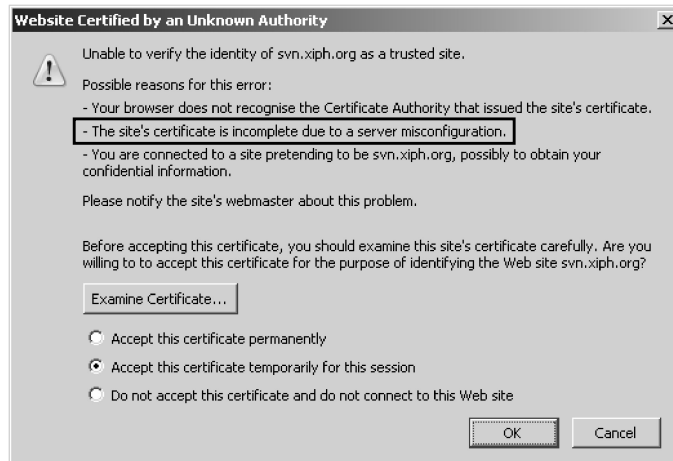 Website Certified by an Unknown Authority
Unable to verify the identity of svn.xiph.org as a trusted site.
Possible reasons for this error:
- Your browser does not recognise the Certificate Authority that issued the site's certificate.
- The site's certificate is incomplete due to a server misconfiguration.
- You are connected to a site pretending to be svn.xiph.org, possibly to obtain your
confidential information.
Please notify the site's webmaster about this problem.
Before accepting this certificate, you should examine this site's certificate carefully. Are you
willing to to accept this certificate for the purpose of identifying the Web site svn.xiph.org?
Examine Certificate...
Accept this certificate permanently
Accept this certificate temporarily for this session
Do not accept this certificate and do not connect to this Web site
OK Cancel